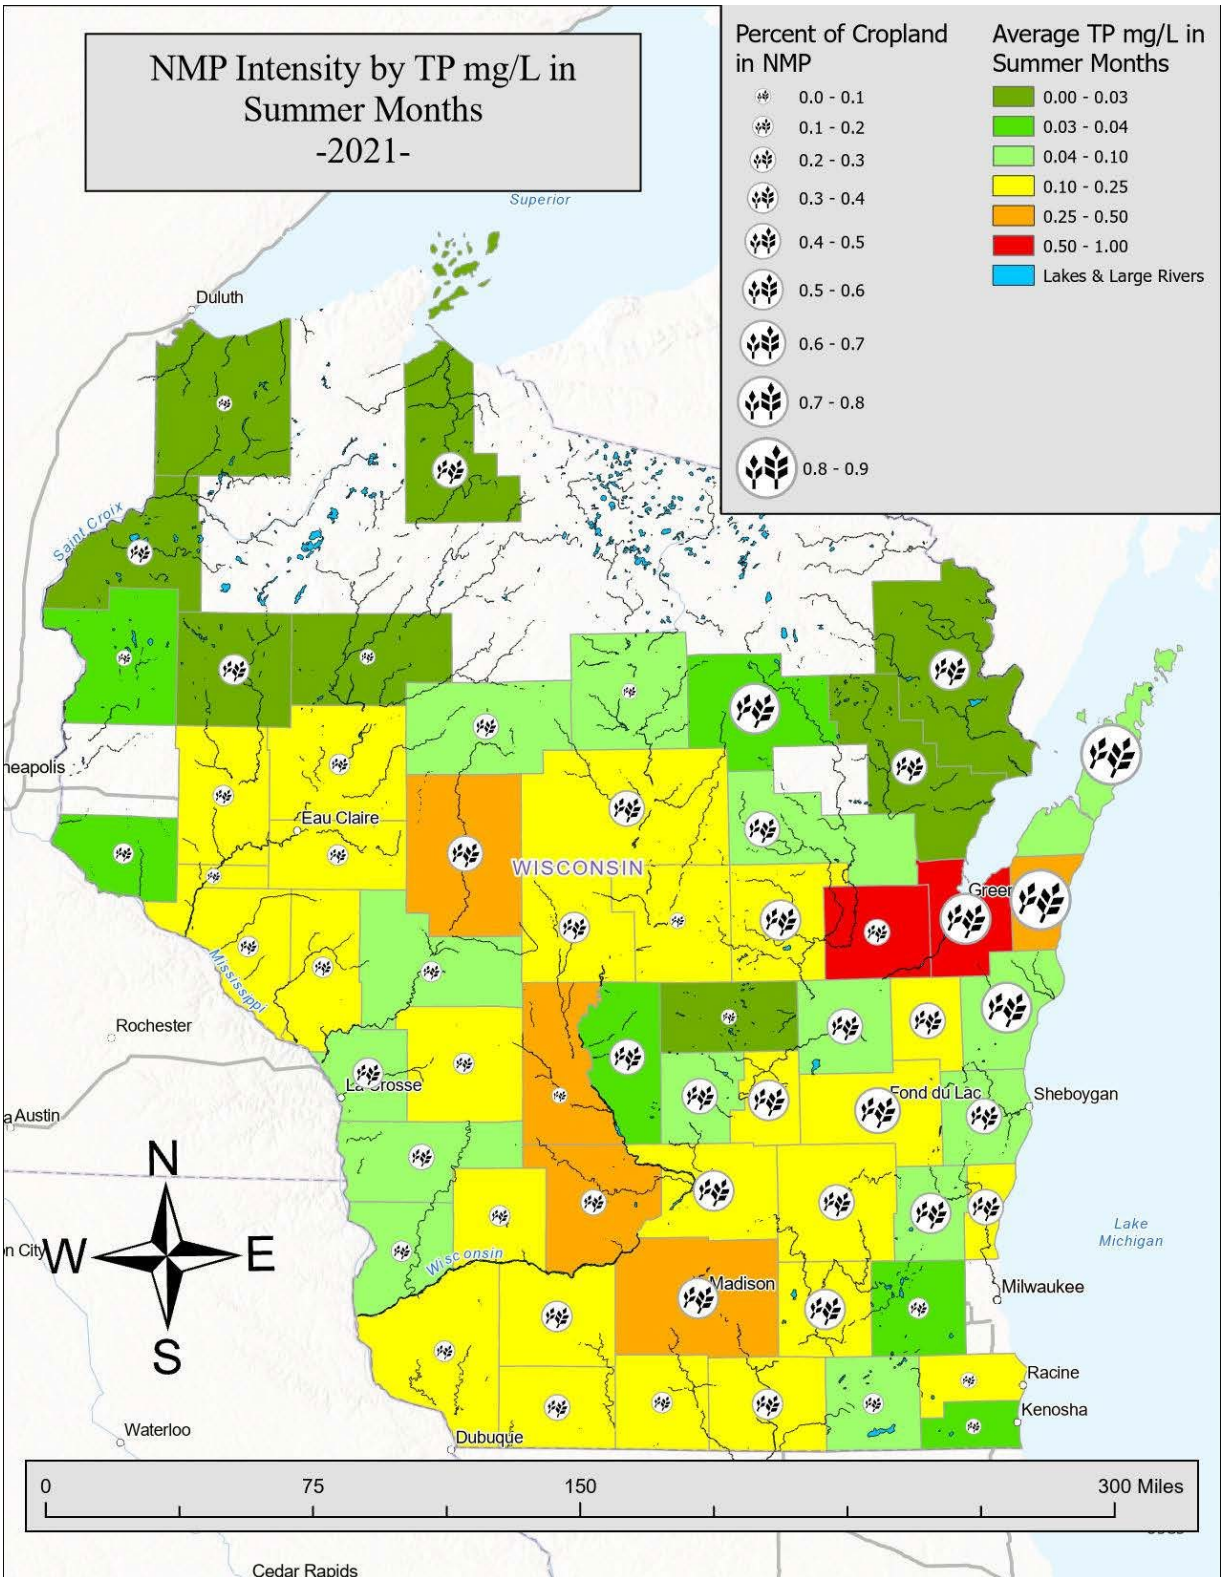 NMP Intensity by TP mg/L in
Summer Months
-2021-
Percent of Cropland
in NMP
0.0 - 0.1
0.1 - 0.2
0.2 - 0.3
0.3 - 0.4
0.4 - 0.5
0.5 - 0.6
0.6 - 0.7
0.7 - 0.8
0.8 - 0.9
Average TP mg/L in
Summer Months
0.00 - 0.03
0.03 - 0.04
0.04 - 0.10
0.10 - 0.25
0.25 - 0.50
0.50 - 1.00
Lakes & Large Rivers
Superior
Duluth
Saint Croix
neapolis
Eau Claire
WISCONSIN
Green
Mississippi
Rochester
La Crosse
Fond du Lac
Sheboygan
a Austin
N
W
E
S
n City
Wisconsin
Lake
Michigan
Madison
Milwaukee
Racine
Kenosha
Waterloo
Dubuque
0
75
150
300 Miles
Cedar Rapids